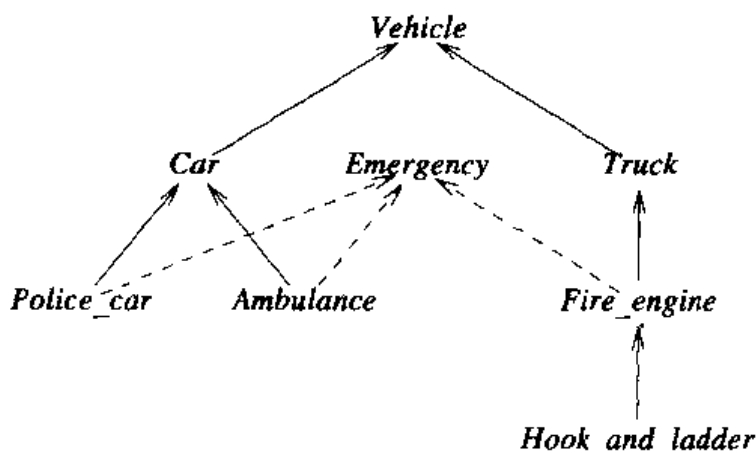 Vehicle
Car Emergency Truck
Police_car Ambulance Fire_engine
Hook and ladder